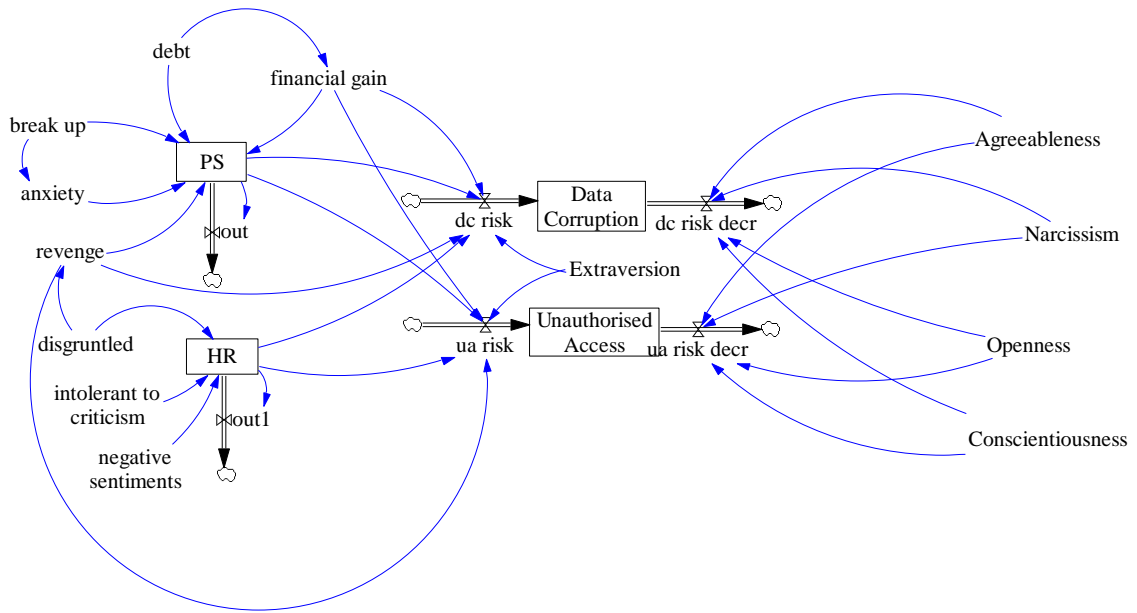 debt
financial gain
break up
PS
Agreeableness
anxiety
Data
Corruption
dc risk
dc risk decr
out
revenge
Narcissism
Extraversion
Unauthorised
Access
disgruntled
ua risk
ua risk decr
Openness
HR
intolerant to
criticism
out1
Conscientiousness
negative
sentiments